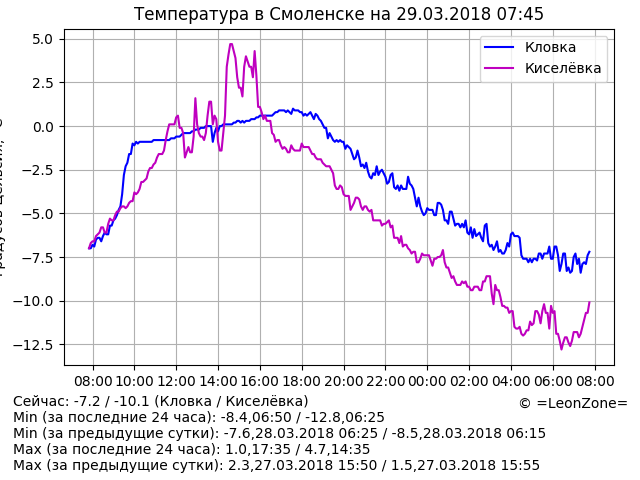 Температура в Смоленске на 29.03.2018 07:45
Кловка
Киселёвка
5.0
2.5
0.0
−2.5
−5.0
−7.5
−10.0
−12.5
08:00 10:00 12:00 14:00 16:00 18:00 20:00 22:00 00:00 02:00 04:00 06:00 08:00
© =LeonZone=
Сейчас: -7.2 / -10.1 (Кловка / Киселёвка)
Min (за последние 24 часа): -8.4,06:50 / -12.8,06:25
Min (за предыдущие сутки): -7.6,28.03.2018 06:25 / -8.5,28.03.2018 06:15
Max (за последние 24 часа): 1.0,17:35 / 4.7,14:35
Max (за предыдущие сутки): 2.3,27.03.2018 15:50 / 1.5,27.03.2018 15:55